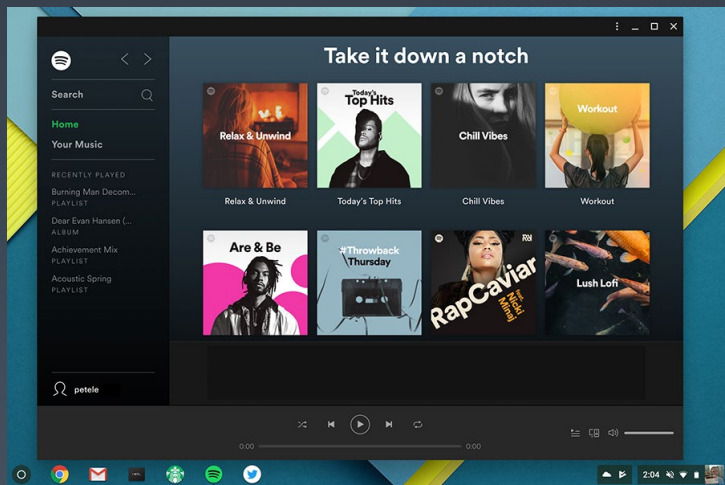 Take it down a notch
Search
Home
Your Music
RECENTLY PLAYED
Burning Man Decom...
PLAYLIST
Dear Evan Hansen (...
ALBUM
Achievement Mix
PLAYLIST
Acoustic Spring
PLAYLIST
petele
Relax & Unwind
Today's
Top Hits
Chill Vibes
Workout
Relax & Unwind
Today's Top Hits
Chill Vibes
Workout
Are & Be
#Throwback
Thursday
RapCaviar
feat.
Nicki
Minaj
Lush Lofi
0:00
0:00
2:04